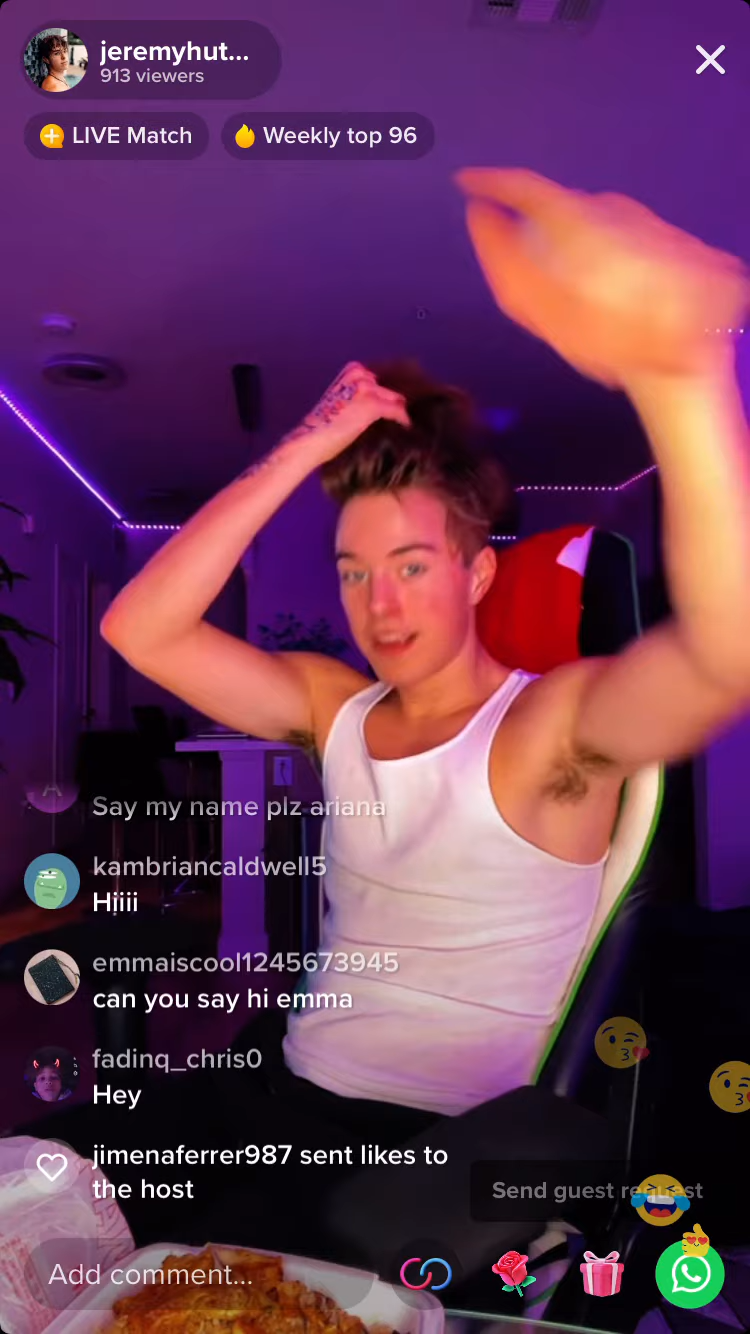 jeremyhut...
913 viewers
LIVE Match
Weekly top 96
Say my name plz ariana
kambriancaldwell5
Hiiii
emmaiscool1245673945
can you say hi emma
fadinq_chris0
Hey
jimenaferrer987 sent likes to
the host
Send guest request
Add comment...